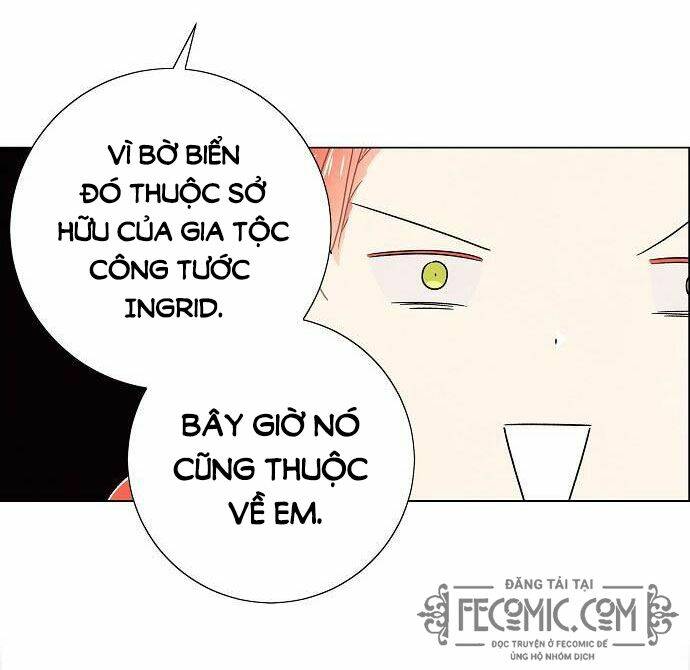 VÌ BỜ BIỂN
ĐÓ THUỘC SỞ
HỮU CỦA GIA TỘC
CÔNG TƯỚC
INGRID.
BÂY GIỜ NÓ
CŨNG THUỘC
VỀ EM.
ĐĂNG TẢI TẠI
FECOMIC.COM
ĐỌC TRUYỆN Ở FECOMIC ĐỂ
ỦNG HỘ NHÓM DỊCH